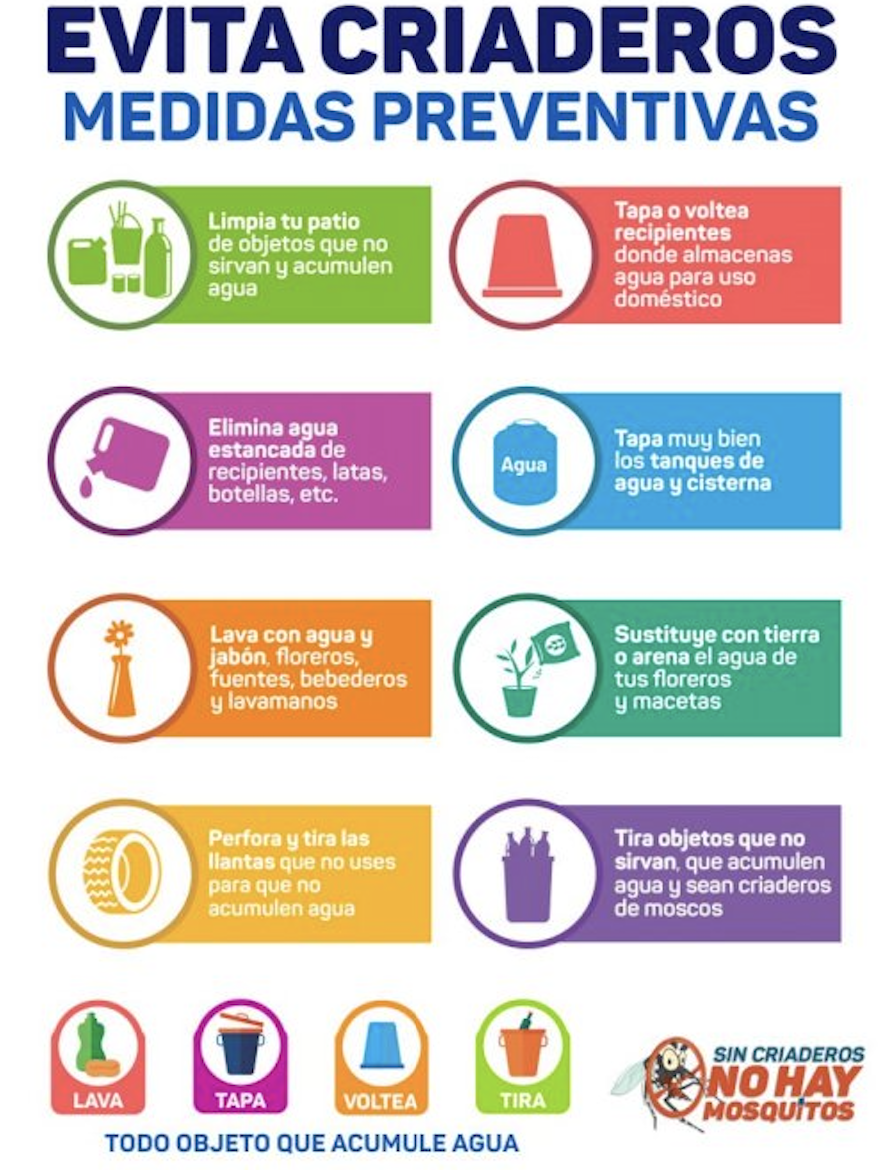 EVITA CRIADEROS
MEDIDAS PREVENTIVAS
Limpia tu patio
de objetos que no
sirvan y acumulen
agua
Tapa o voltea
recipientes
donde almacenas
agua para uso
doméstico
Elimina agua
estancada de
recipientes, latas,
botellas, etc.
Agua
Tapa muy bien
los tanques de
agua y cisterna
Lava con agua y
jabón, floreros,
fuentes, bebederos
y lavamanos
Sustituye con tierra
o arena el agua de
tus floreros
y macetas
Perfora y tira las
llantas que no uses
para que no
acumulen agua
Tira objetos que no
sirvan, que acumulen
agua y sean criaderos
de moscos
LAVA
TAPA
VOLTEA
TIRA
TODO OBJETO QUE ACUMULE AGUA
SIN CRIADEROS
NO HAY
MOSQUITOS